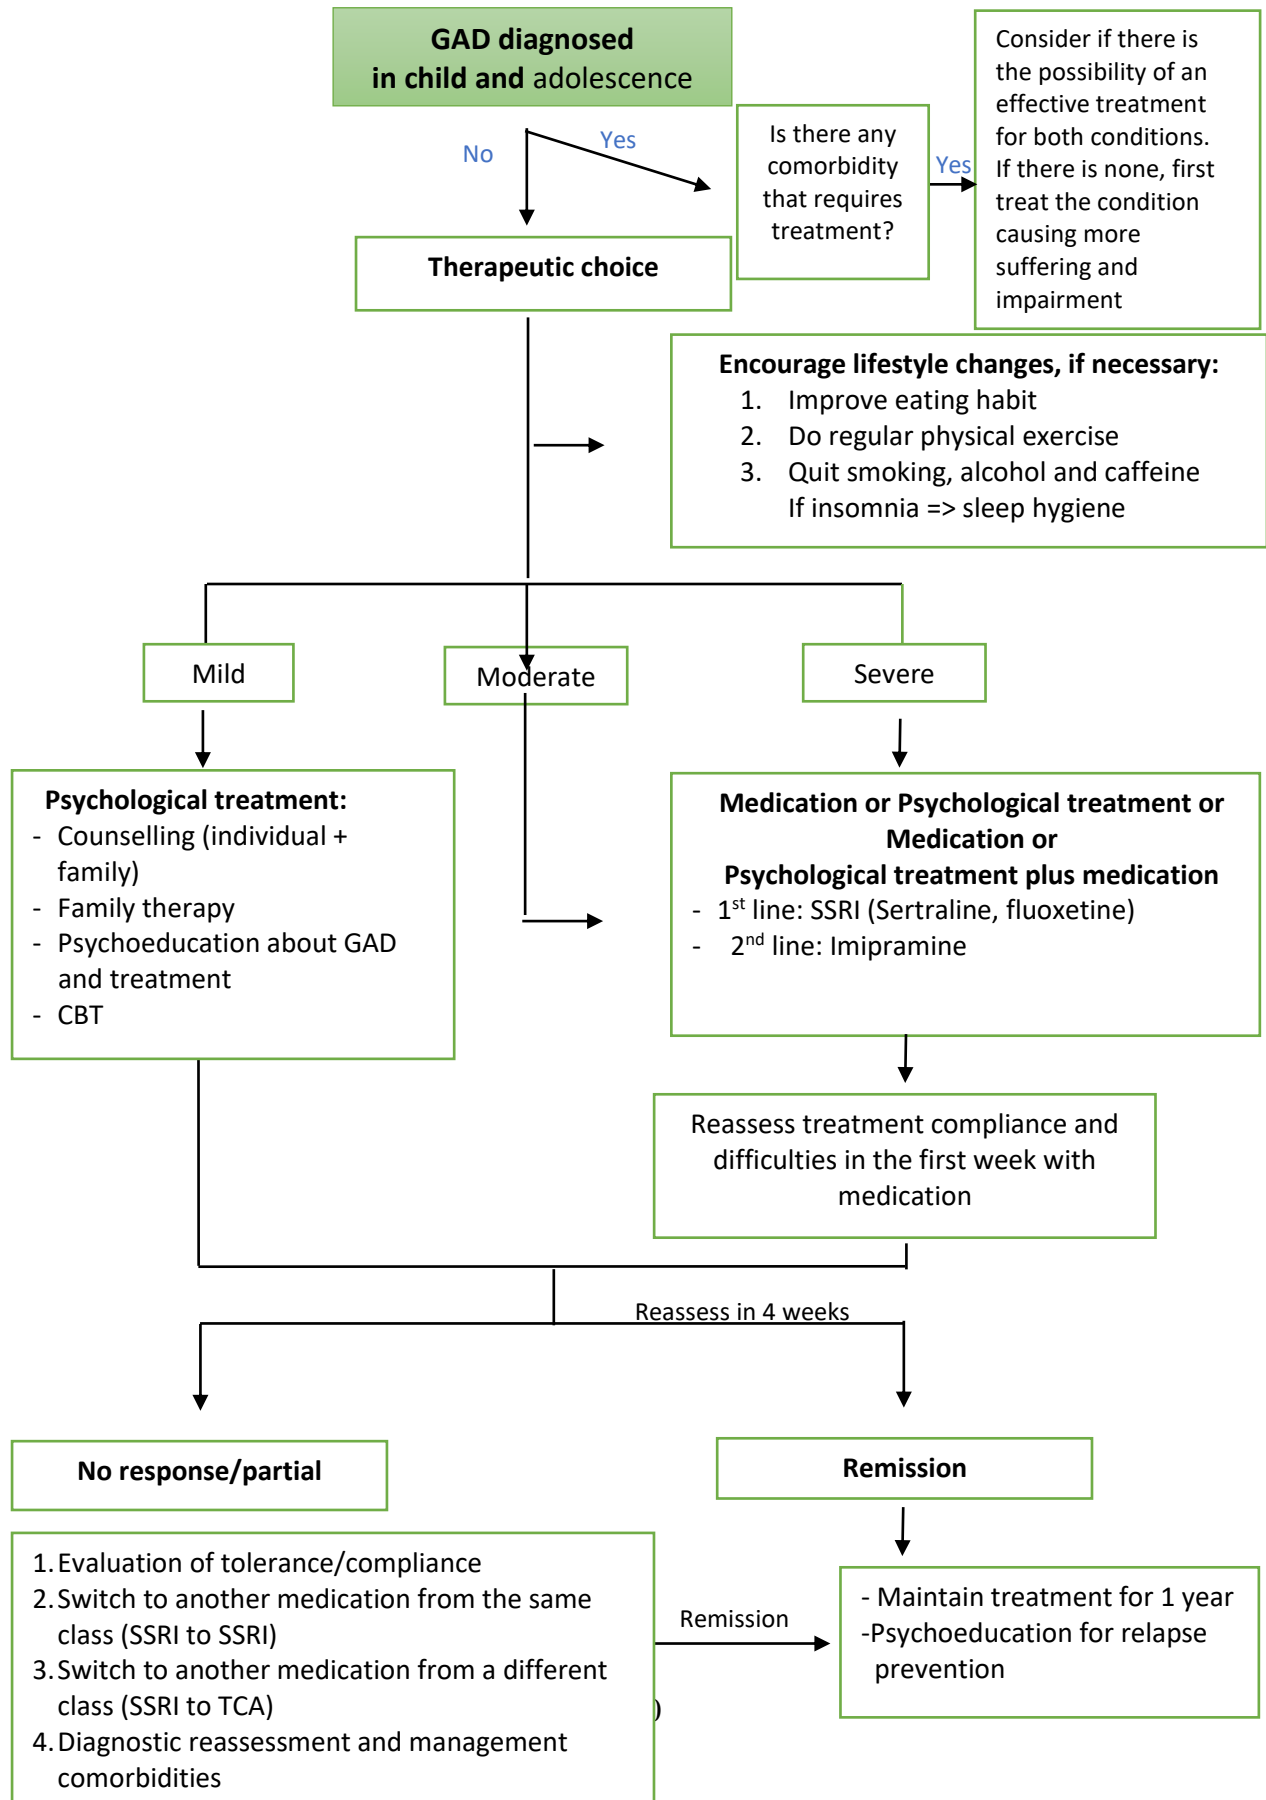 GAD diagnosed
in child and adolescence
No
Yes
Is there any
comorbidity
that requires
treatment?
Yes
Consider if there is
the possibility of an
effective treatment
for both conditions.
If there is none, first
treat the condition
causing more
suffering and
impairment
Therapeutic choice
Encourage lifestyle changes, if necessary:
1. Improve eating habit
2. Do regular physical exercise
3. Quit smoking, alcohol and caffeine
If insomnia => sleep hygiene
Mild
Moderate
Severe
Psychological treatment:
- Counselling (individual +
family)
- Family therapy
- Psychoeducation about GAD
and treatment
- CBT
Medication or Psychological treatment or
Medication or
Psychological treatment plus medication
- 1st line: SSRI (Sertraline, fluoxetine)
- 2nd line: Imipramine
Reassess treatment compliance and
difficulties in the first week with
medication
Reassess in 4 weeks
No response/partial
Remission
1. Evaluation of tolerance/compliance
2. Switch to another medication from the same
class (SSRI to SSRI)
3. Switch to another medication from a different
class (SSRI to TCA)
)
4. Diagnostic reassessment and management
comorbidities
Remission
- Maintain treatment for 1 year
-Psychoeducation for relapse
prevention